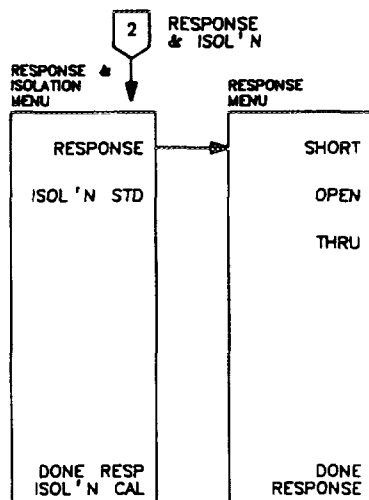 2
RESPONSE
& ISOL'N
RESPONSE &
ISOLATION
MENU
RESPONSE
ISOL'N STD
DONE RESP
ISOL'N CAL
RESPONSE
MENU
SHORT
OPEN
THRU
DONE
RESPONSE